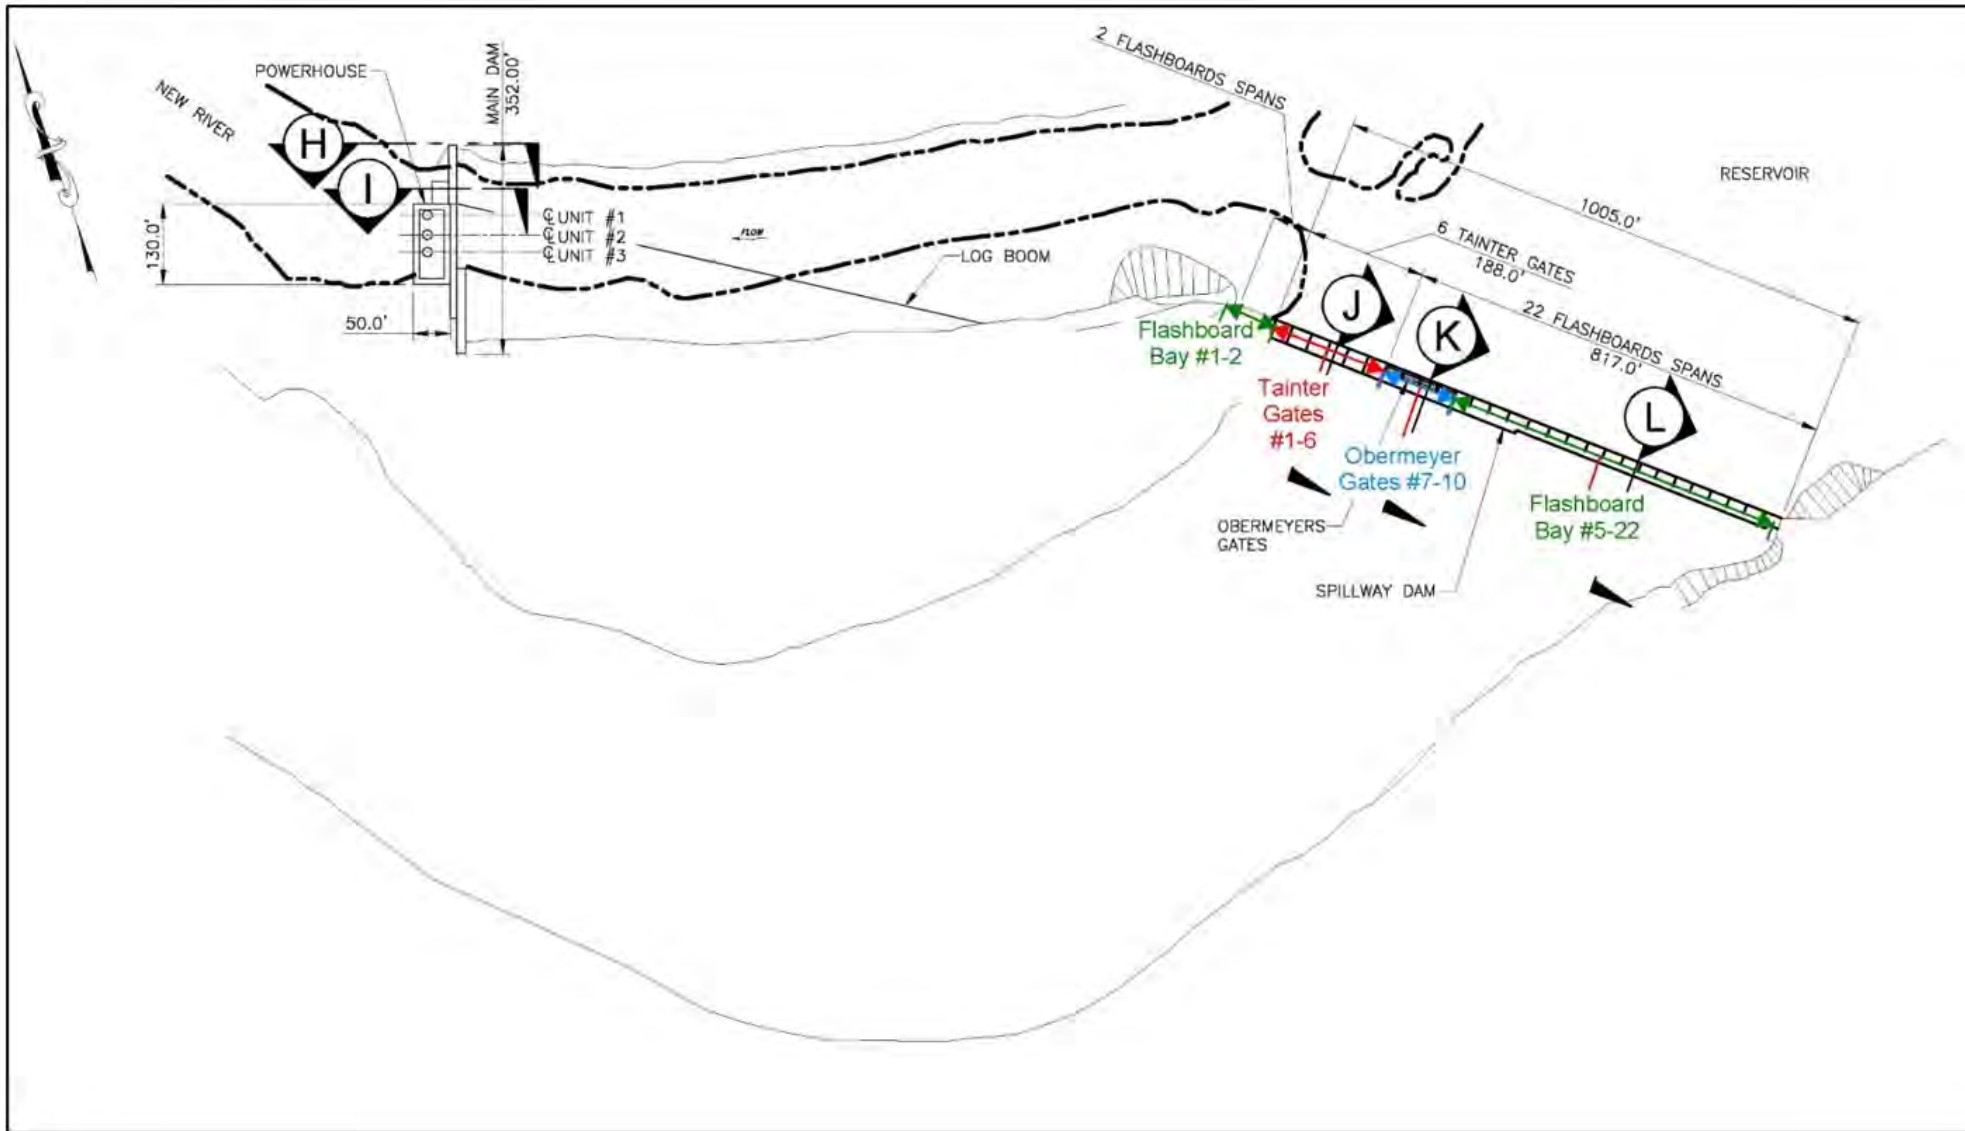 2 FLASHBOARDS SPANS
MAIN DAM
352.00'
POWERHOUSE
NEW RIVER
H
I
130.0'
50.0'
℄ UNIT #1
℄ UNIT #2
℄ UNIT #3
FLOW
LOG BOOM
RESERVOIR
1005.0'
6 TAINTER GATES
188.0'
22 FLASHBOARDS SPANS
817.0'
J
K
L
Flashboard
Bay #1-2
Tainter
Gates
#1-6
Obermeyer
Gates #7-10
Flashboard
Bay #5-22
OBERMEYERS
GATES
SPILLWAY DAM